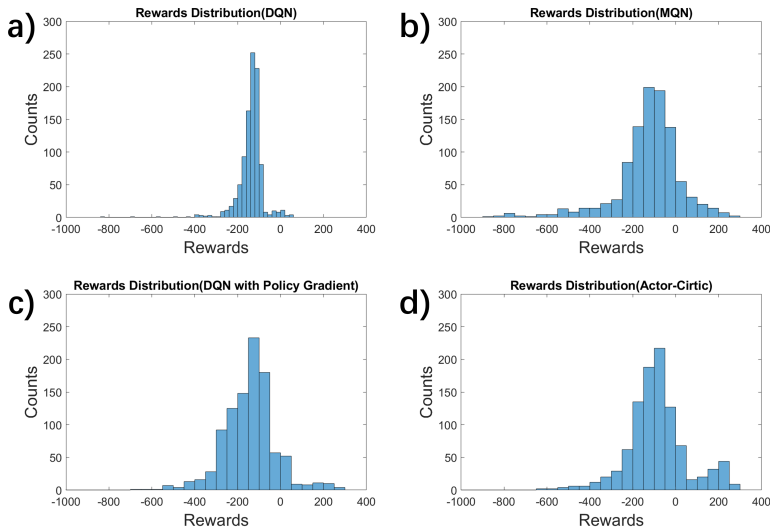 a)
Rewards Distribution(DQN)
300
250
200
150
100
50
0
Counts
-1000 -800 -600 -400 -200 0 200 400
Rewards
b)
Rewards Distribution(MQN)
300
250
200
150
100
50
0
Counts
-1000 -800 -600 -400 -200 0 200 400
Rewards
c)
Rewards Distribution(DQN with Policy Gradient)
300
250
200
150
100
50
0
Counts
-1000 -800 -600 -400 -200 0 200 400
Rewards
d)
Rewards Distribution(Actor-Cirtic)
300
250
200
150
100
50
0
Counts
-1000 -800 -600 -400 -200 0 200 400
Rewards